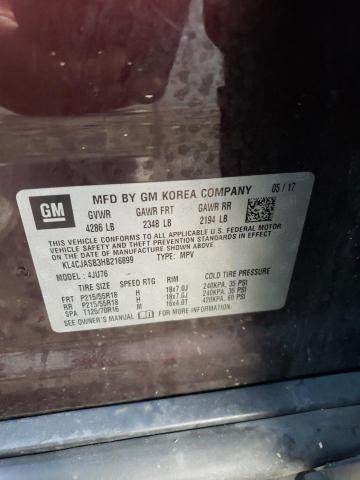 GM
MFD BY GM KOREA COMPANY 05 / 17
GVWR GAWR FRT GAWR RR
4286 LB 2348 LB 2194 LB
THIS VEHICLE CONFORMS TO ALL APPLICABLE U.S. FEDERAL MOTOR
VEHICLE SAFETY STANDARDS IN EFFECT ON THE DATE OF
MANUFACTURE SHOWN ABOVE.
KL4CJASB3HB216899 TYPE: MPV
MODEL: 4JU76
TIRE SIZE SPEED RTG RIM COLD TIRE PRESSURE
FRT P215/55R18 H 18x7.0J 240KPA, 35 PSI
RR P215/55R18 H 18x7.0J 240KPA, 35 PSI
SPA T125/70R16 16x4.0T 420KPA, 60 PSI
SEE OWNER'S MANUAL FOR MORE INFORMATION